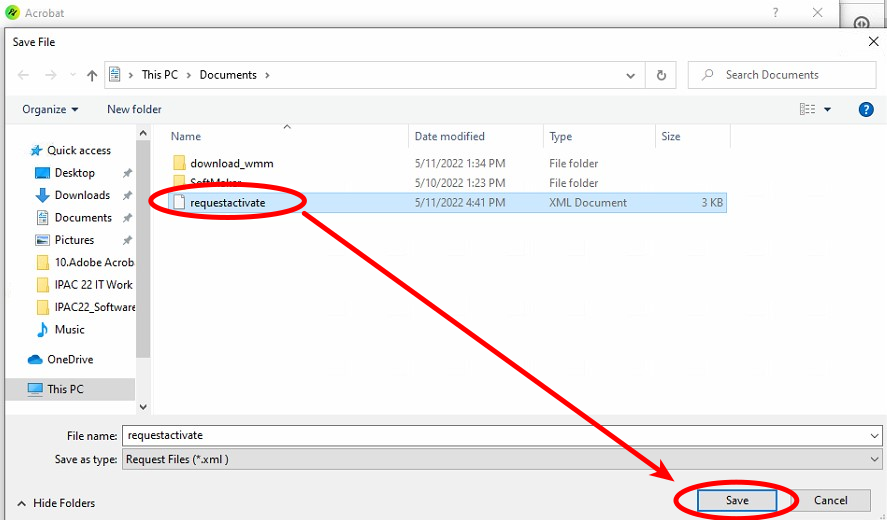 Acrobat ?
Save File
This PC > Documents >
Search Documents
Organize New folder
?
Name Date modified Type Size
Quick access
Desktop
Downloads
Documents
Pictures
10.Adobe Acrob
IPAC 22 IT Work
IPAC22_Software
Music
OneDrive
This PC
download_wmm 5/11/2022 1:34 PM File folder
SoftMaker 5/10/2022 1:23 PM File folder
requestactivate 5/11/2022 4:41 PM XML Document 3 KB
File name: requestactivate
Save as type: Request Files (*.xml )
Hide Folders
Save Cancel